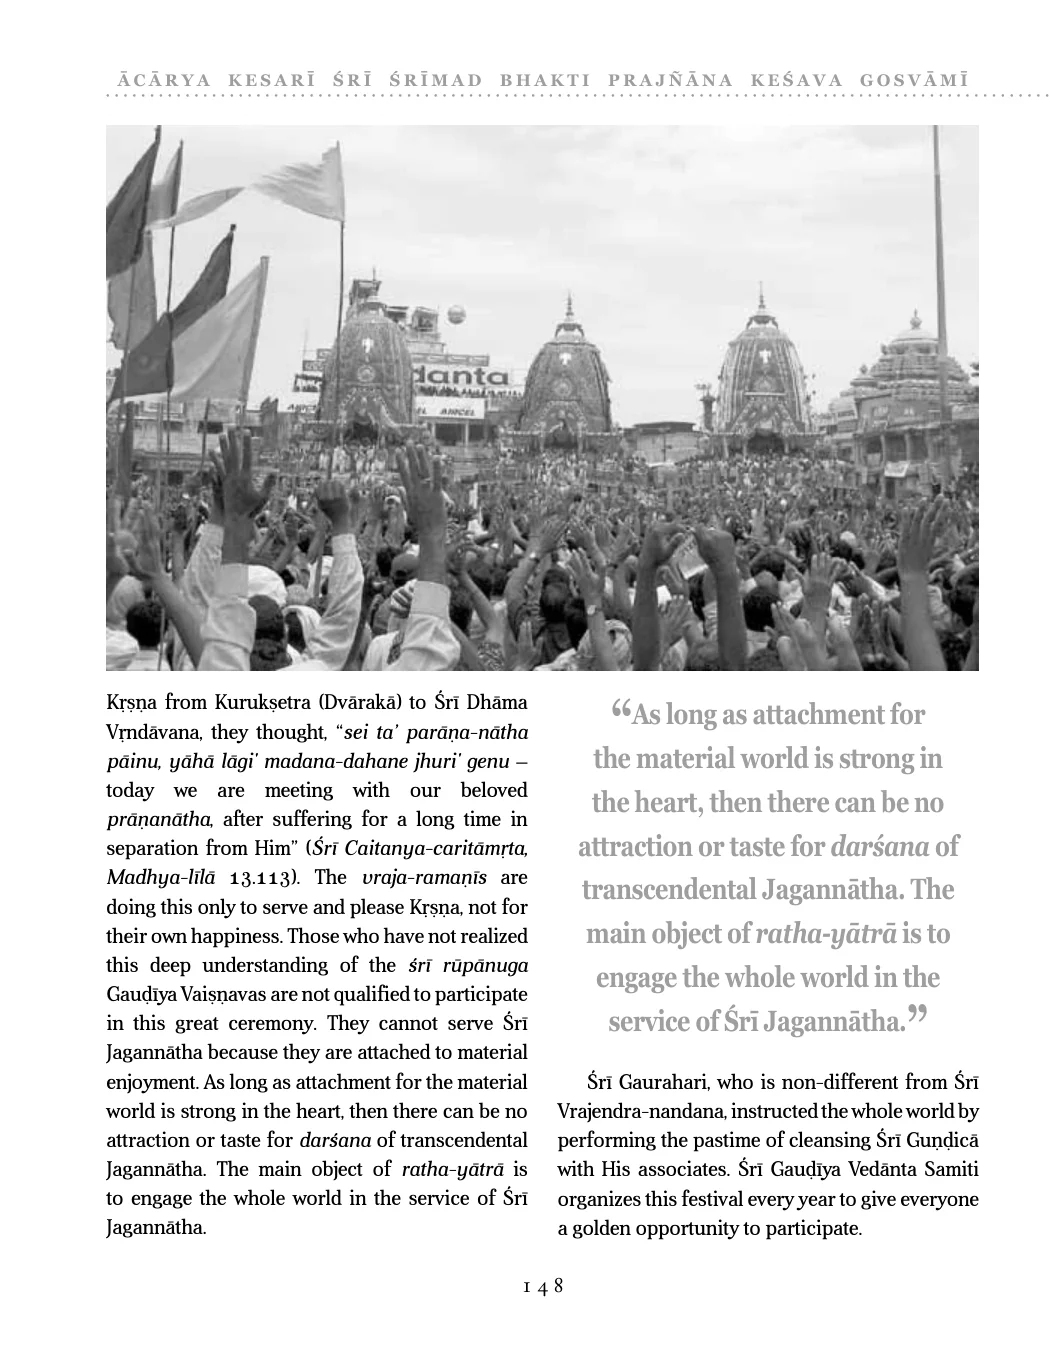 ĀCĀRYA KESARĪ ŚRĪ ŚRĪMAD BHAKTI PRAJÑĀNA KEŚAVA GOSVĀMĪ
danta
AIRCEL
Kṛṣṇa from Kurukṣetra (Dvārakā) to Śrī Dhāma
Vṛndāvana, they thought, “sei ta’ parāṇa-nātha
pāinu, yāhā lāgi' madana-dahane jhuri' genu –
today we are meeting with our beloved
prāṇanātha, after suffering for a long time in
separation from Him” (Śrī Caitanya-caritāmṛta,
Madhya-līlā 13.113). The vraja-ramaṇīs are
doing this only to serve and please Kṛṣṇa, not for
their own happiness. Those who have not realized
this deep understanding of the śrī rūpānuga
Gauḍīya Vaiṣṇavas are not qualified to participate
in this great ceremony. They cannot serve Śrī
Jagannātha because they are attached to material
enjoyment. As long as attachment for the material
world is strong in the heart, then there can be no
attraction or taste for darśana of transcendental
Jagannātha. The main object of ratha-yātrā is
to engage the whole world in the service of Śrī
Jagannātha.
“As long as attachment for
the material world is strong in
the heart, then there can be no
attraction or taste for darśana of
transcendental Jagannātha. The
main object of ratha-yātrā is to
engage the whole world in the
service of Śrī Jagannātha.”
Śrī Gaurahari, who is non-different from Śrī
Vrajendra-nandana, instructed the whole world by
performing the pastime of cleansing Śrī Guṇḍicā
with His associates. Śrī Gauḍīya Vedānta Samiti
organizes this festival every year to give everyone
a golden opportunity to participate.
148